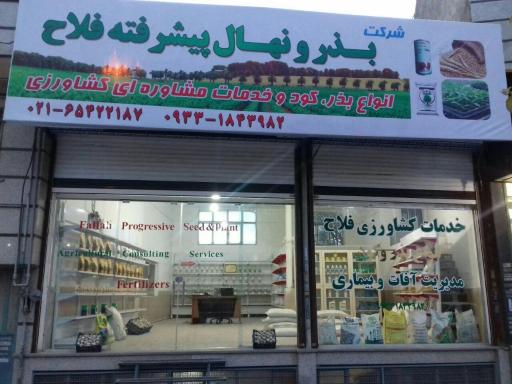 شرکت
بذر و نهال پیشرفته فلاح
انواع بذر، کود و خدمات مشاوره ای کشاورزی
۰۲۱-۶۵۴۲۲۱۸۷ ۰۹۳۳-۱۸۴۳۹۸۲
Fallah Progressive Seed & Plant
Agricultural Consulting Services
Fertilizers
خدمات کشاورزی فلاح
مدیریت آفات و بیماری